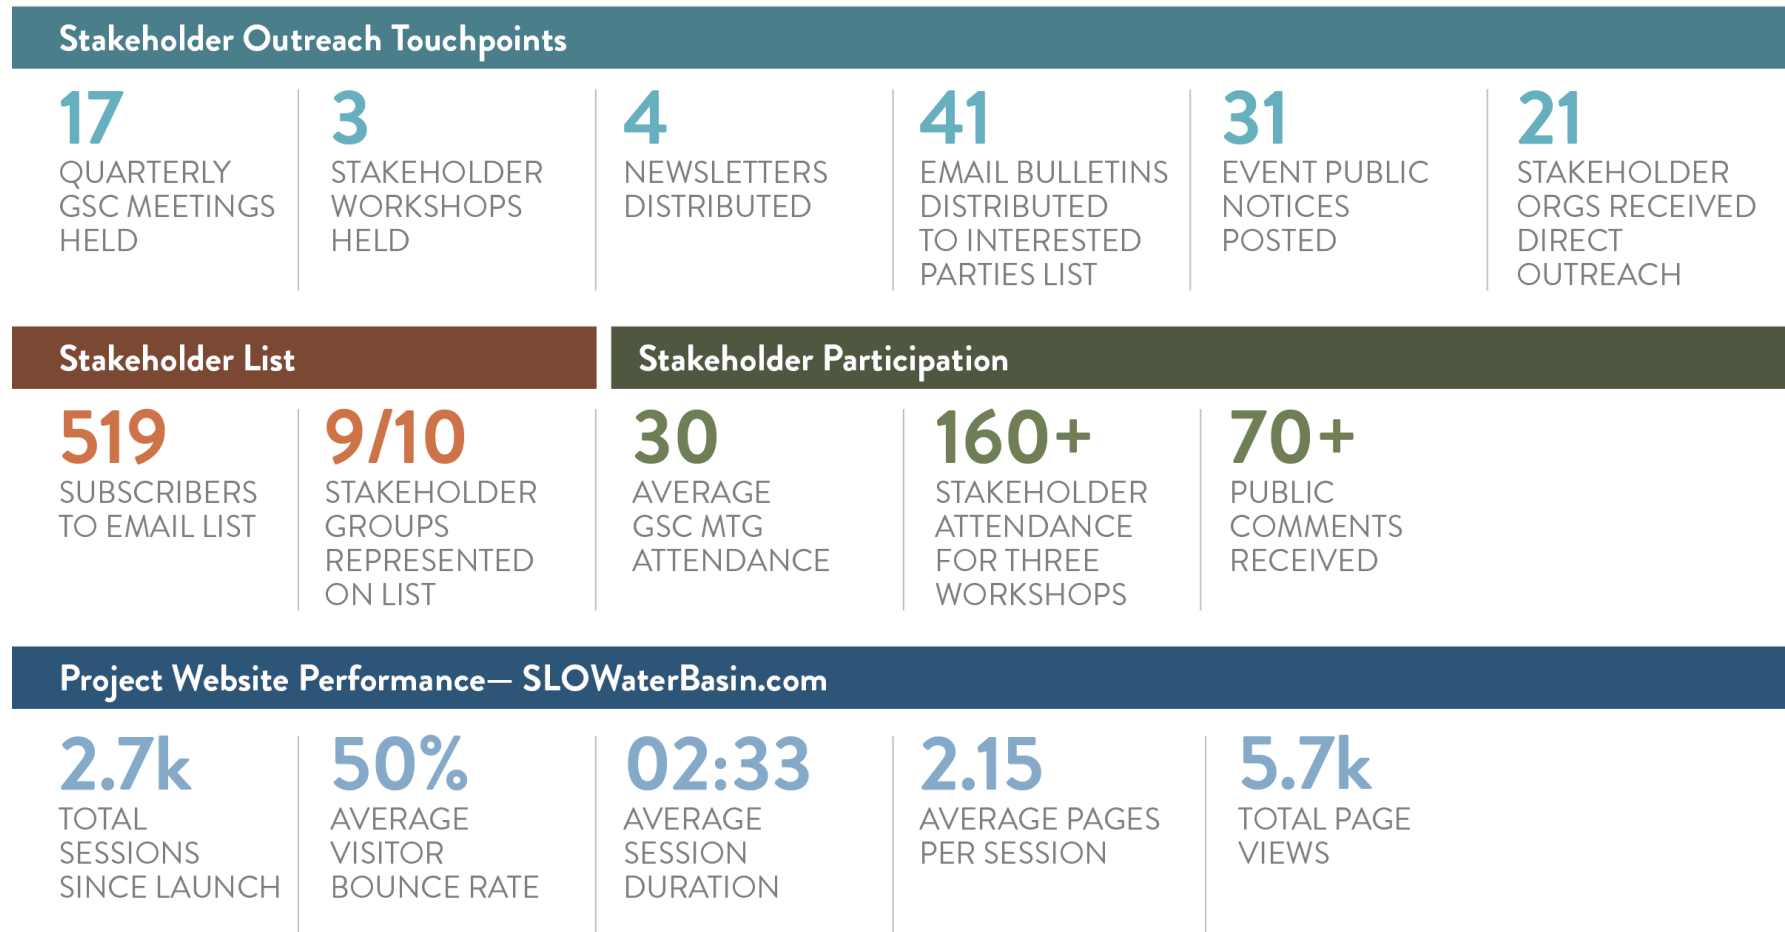 Stakeholder Outreach Touchpoints
17
QUARTERLY
GSC MEETINGS
HELD
3
STAKEHOLDER
WORKSHOPS
HELD
4
NEWSLETTERS
DISTRIBUTED
41
EMAIL BULLETINS
DISTRIBUTED
TO INTERESTED
PARTIES LIST
31
EVENT PUBLIC
NOTICES
POSTED
21
STAKEHOLDER
ORGS RECEIVED
DIRECT
OUTREACH
Stakeholder List
519
SUBSCRIBERS
TO EMAIL LIST
9/10
STAKEHOLDER
GROUPS
REPRESENTED
ON LIST
Stakeholder Participation
30
AVERAGE
GSC MTG
ATTENDANCE
160+
STAKEHOLDER
ATTENDANCE
FOR THREE
WORKSHOPS
70+
PUBLIC
COMMENTS
RECEIVED
Project Website Performance— SLOWaterBasin.com
2.7k
TOTAL
SESSIONS
SINCE LAUNCH
50%
AVERAGE
VISITOR
BOUNCE RATE
02:33
AVERAGE
SESSION
DURATION
2.15
AVERAGE PAGES
PER SESSION
5.7k
TOTAL PAGE
VIEWS